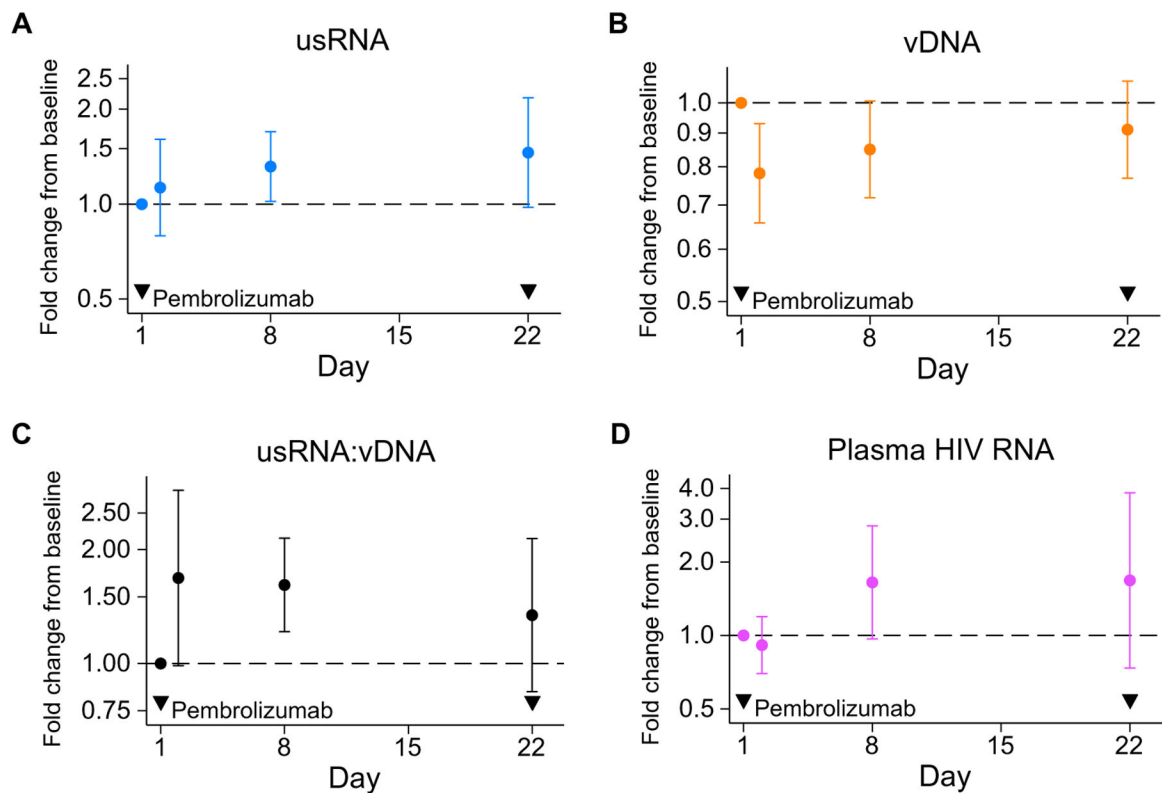 A
usRNA
Fold change from baseline
2.5
2.0
1.5
1.0
0.5
Pembrolizumab
1
8
15
22
Day
B
vDNA
Fold change from baseline
1.0
0.9
0.8
0.7
0.6
0.5
Pembrolizumab
1
8
15
22
Day
C
usRNA:vDNA
Fold change from baseline
2.50
2.00
1.50
1.00
0.75
Pembrolizumab
1
8
15
22
Day
D
Plasma HIV RNA
Fold change from baseline
4.0
3.0
2.0
1.0
0.5
Pembrolizumab
1
8
15
22
Day